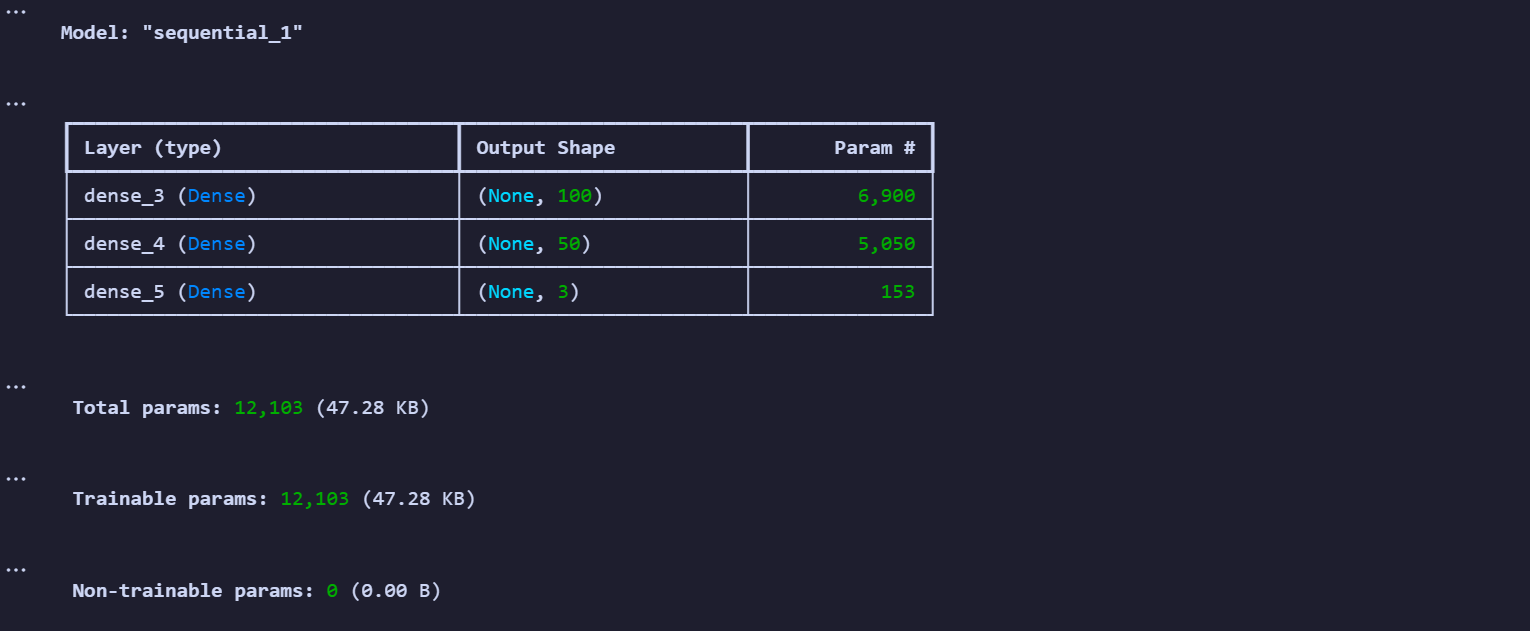 ...
Model: "sequential_1"
...
Layer (type) Output Shape Param #
dense_3 (Dense) (None, 100) 6,900
dense_4 (Dense) (None, 50) 5,050
dense_5 (Dense) (None, 3) 153
...
Total params: 12,103 (47.28 KB)
...
Trainable params: 12,103 (47.28 KB)
...
Non-trainable params: 0 (0.00 B)